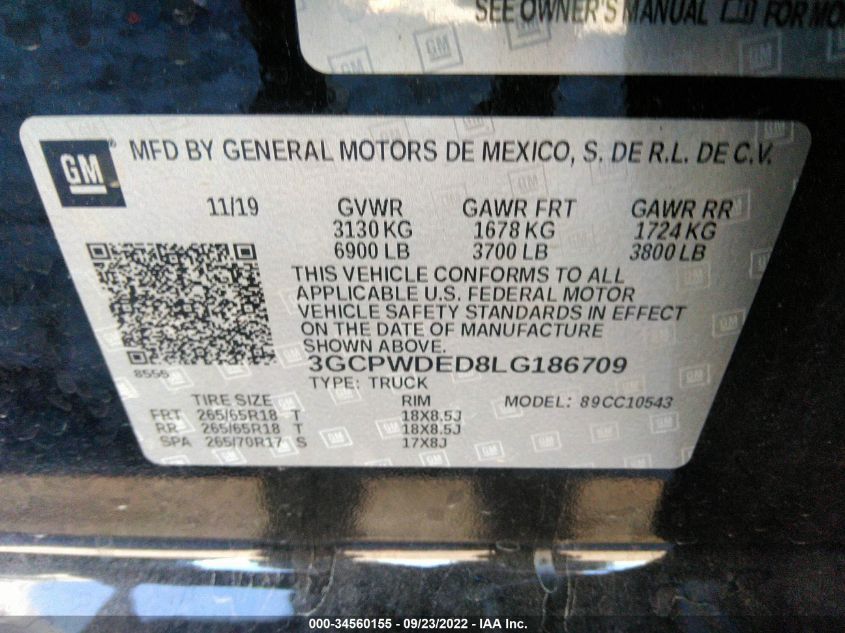 SEE OWNER'S MANUAL FOR MO
GM
MFD BY GENERAL MOTORS DE MEXICO, S. DE R.L. DE C.V.
11/19 GVWR GAWR FRT GAWR RR
3130 KG 1678 KG 1724 KG
6900 LB 3700 LB 3800 LB
THIS VEHICLE CONFORMS TO ALL
APPLICABLE U.S. FEDERAL MOTOR
VEHICLE SAFETY STANDARDS IN EFFECT
ON THE DATE OF MANUFACTURE
SHOWN ABOVE.
8556
3GCPWDED8LG186709
TYPE: TRUCK
TIRE SIZE RIM MODEL: 89CC10543
FRT 265/65R18 T 18X8.5J
RR 265/65R18 T 18X8.5J
SPA 265/70R17 S 17X8J
000-34560155 - 09/23/2022 - IAA Inc.